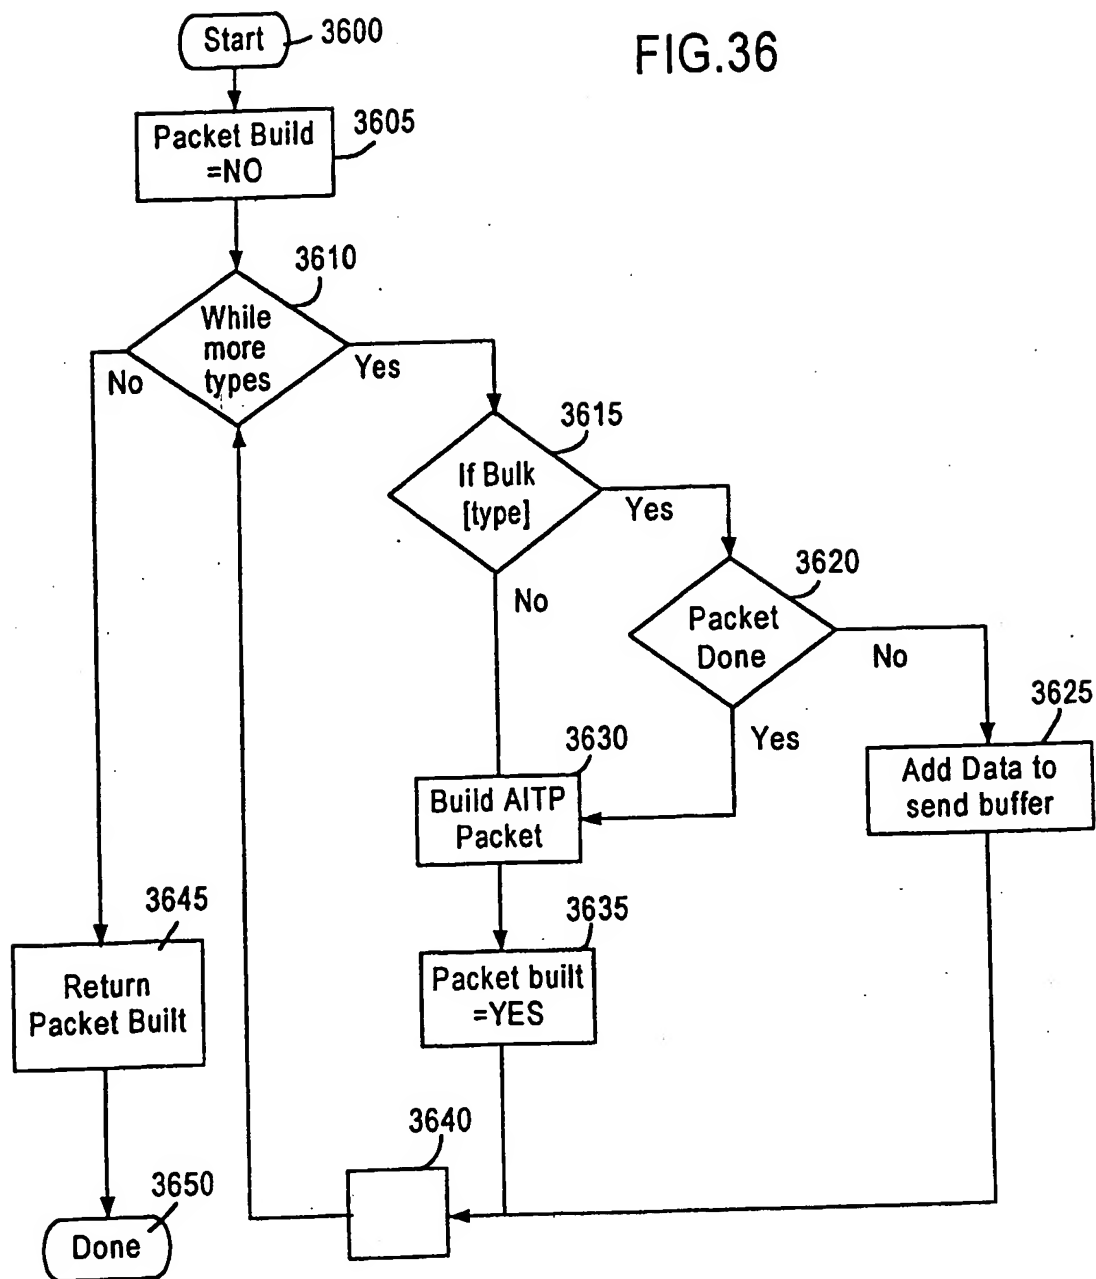 FIG.36
Start
3600
Packet Build
=NO
3605
While
more
types
3610
No
Yes
If Bulk
[type]
3615
Yes
No
Packet
Done
3620
No
Yes
Add Data to
send buffer
3625
Build AITP
Packet
3630
Packet built
=YES
3635
3640
Return
Packet Built
3645
Done
3650